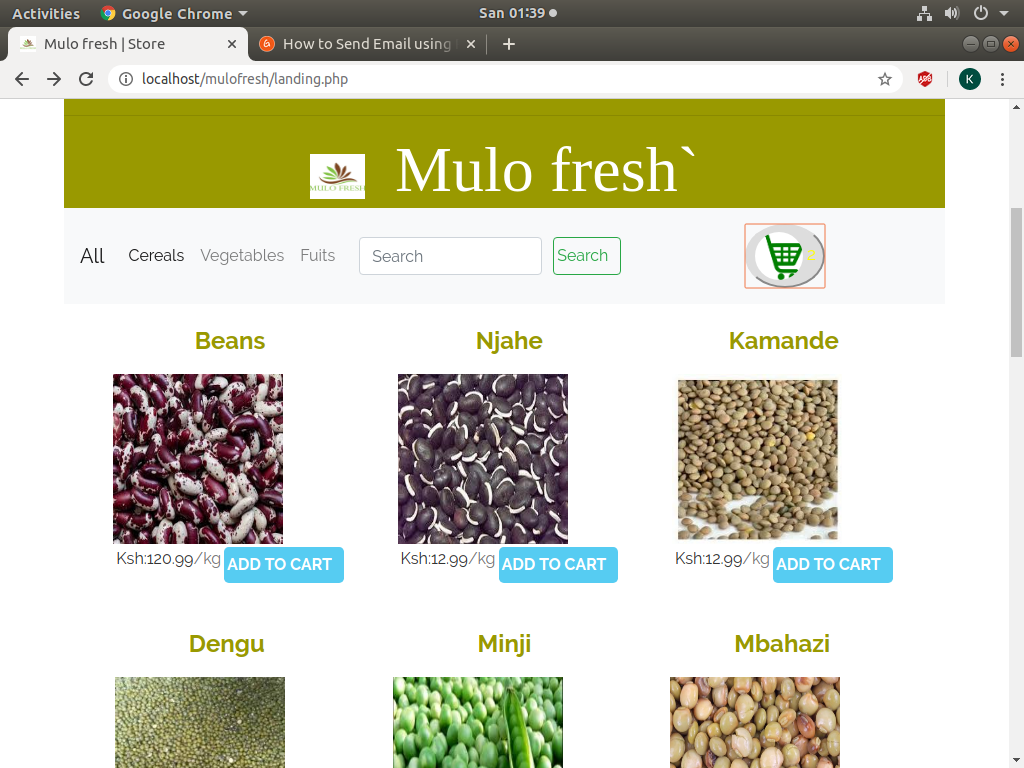 Activities Google Chrome San 01:39
Mulo fresh | Store How to Send Email using
localhost/mulofresh/landing.php ABP K
MULO FRESH Mulo fresh`
All Cereals Vegetables Fuits Search Search
Beans Njahe Kamande
Ksh:120.99/kg ADD TO CART Ksh:12.99/kg ADD TO CART Ksh:12.99/kg ADD TO CART
Dengu Minji Mbahazi